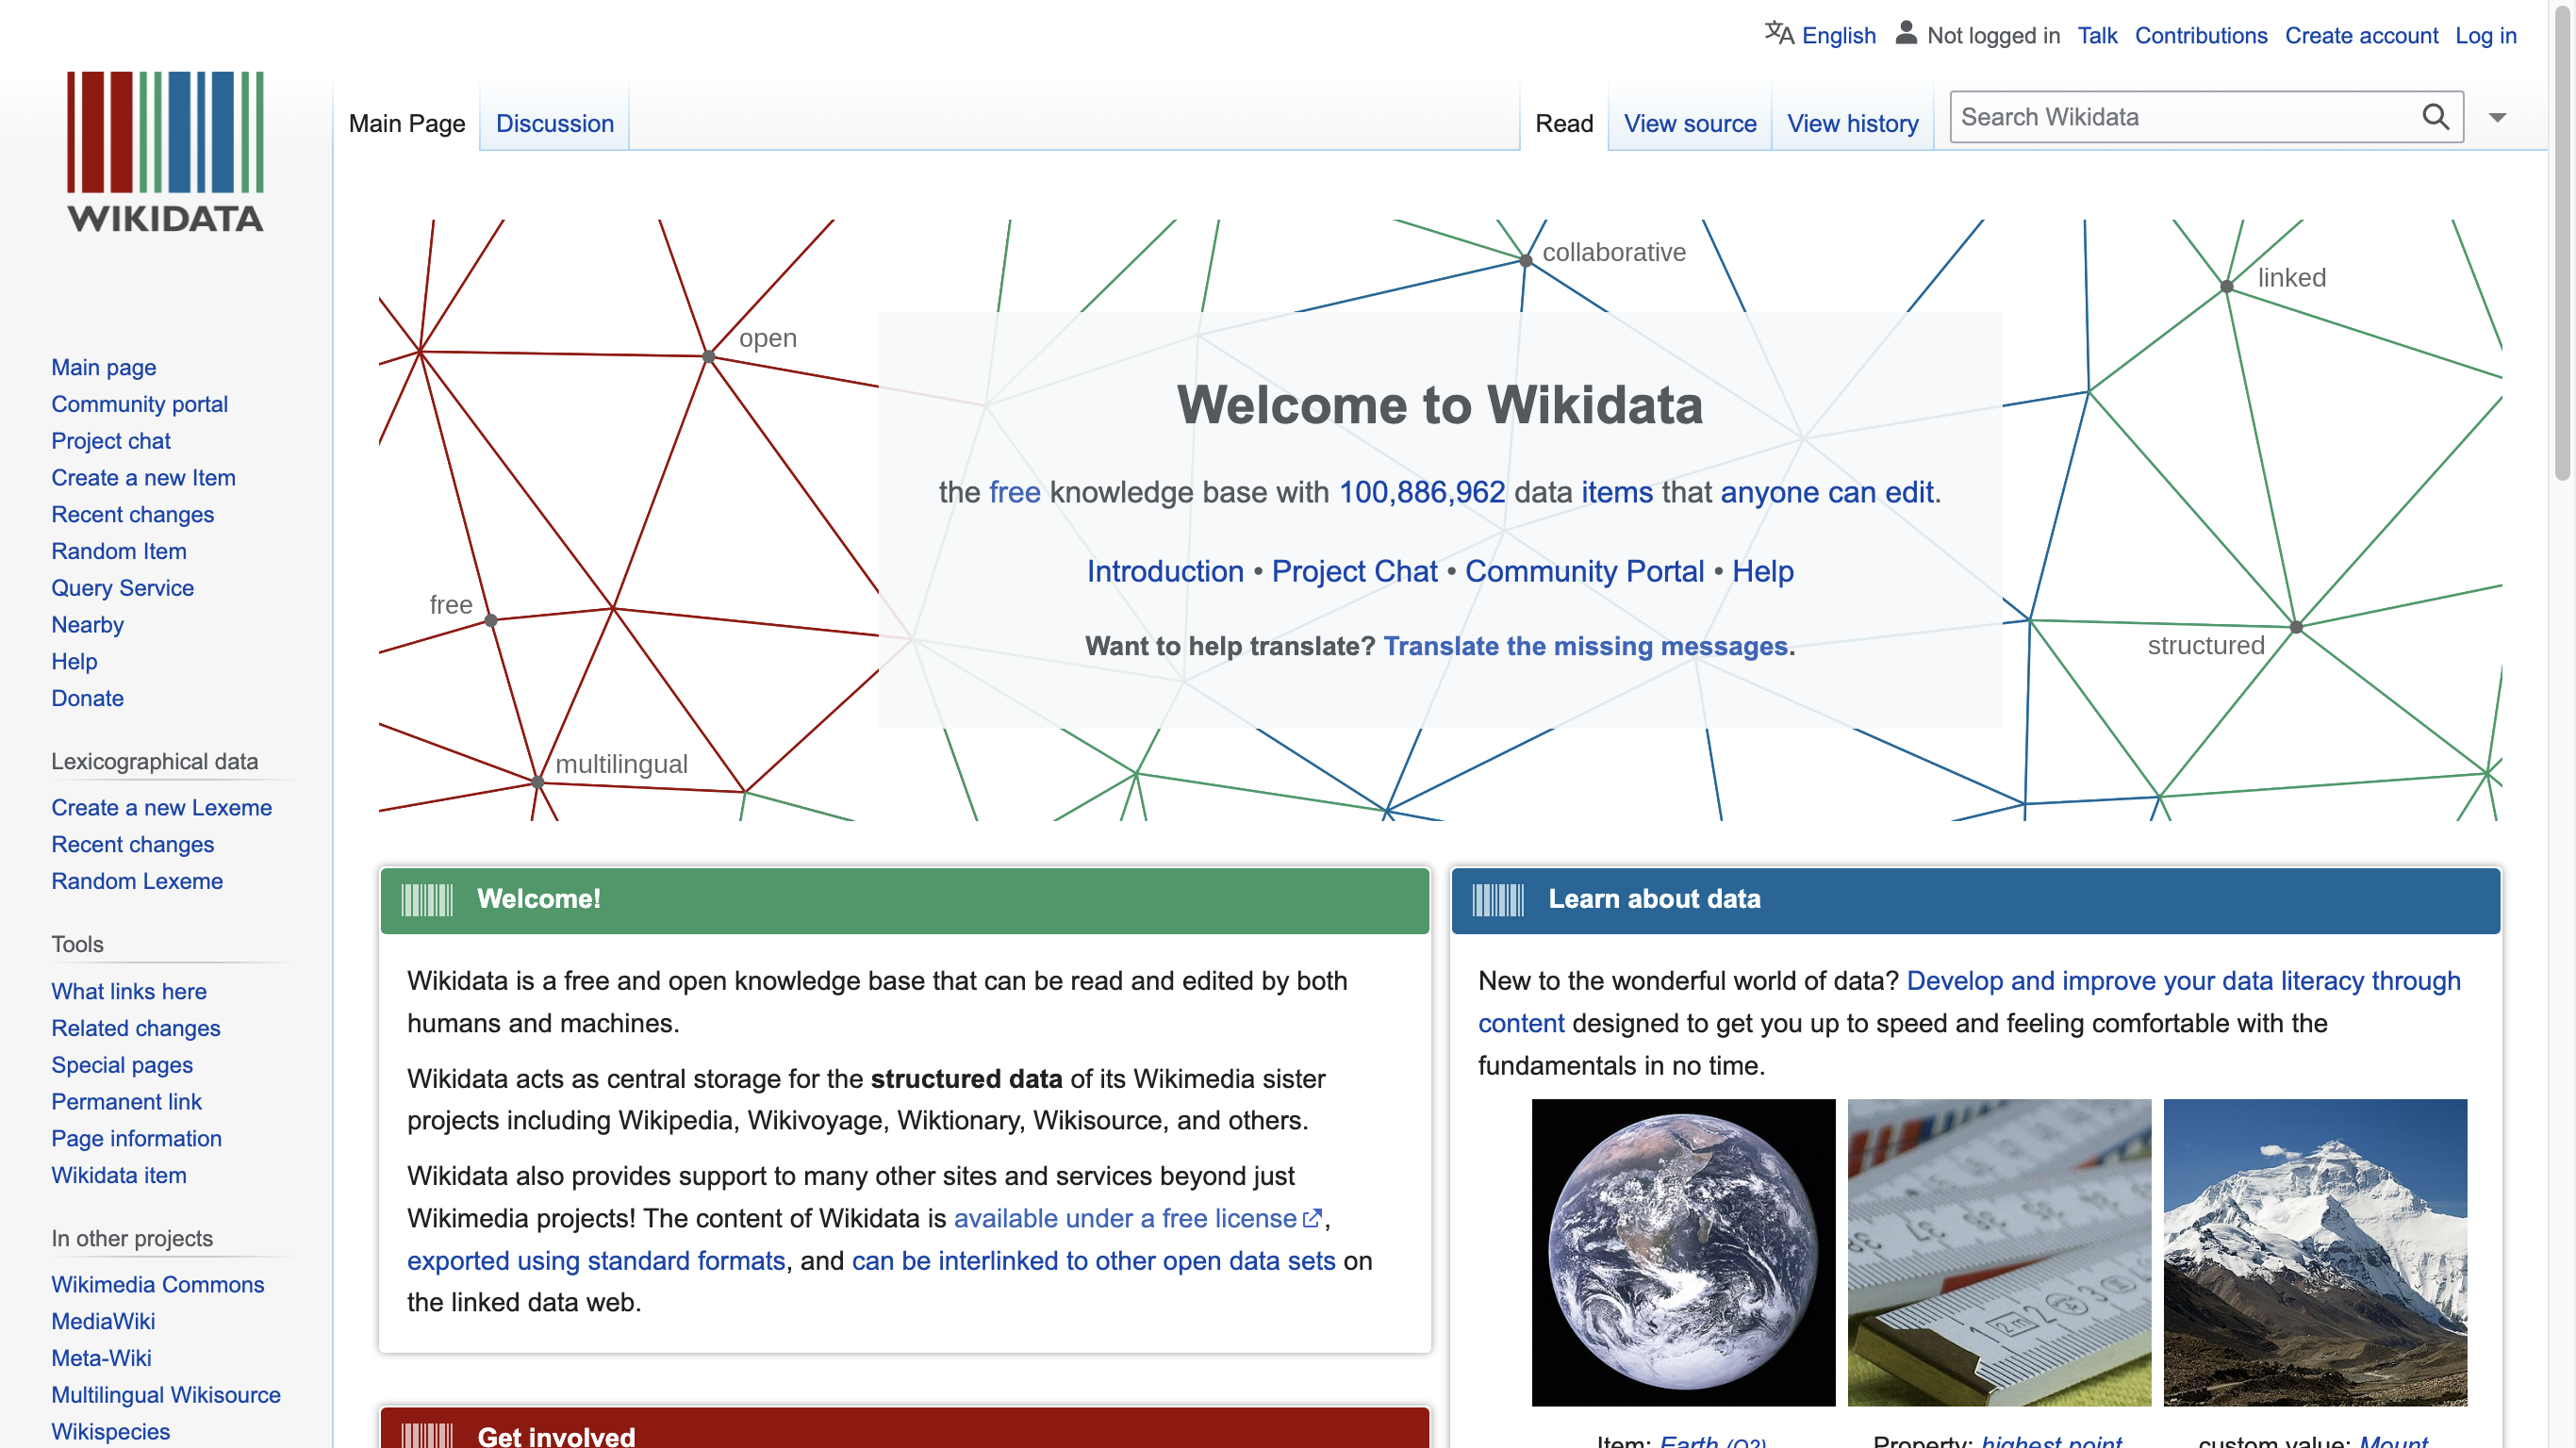 English Not logged in Talk Contributions Create account Log in
WIKIDATA
Main Page Discussion Read View source View history Search Wikidata
Main page
Community portal
Project chat
Create a new Item
Recent changes
Random Item
Query Service
Nearby
Help
Donate
Lexicographical data
Create a new Lexeme
Recent changes
Random Lexeme
Tools
What links here
Related changes
Special pages
Permanent link
Page information
Wikidata item
In other projects
Wikimedia Commons
MediaWiki
Meta-Wiki
Multilingual Wikisource
Wikispecies
collaborative
linked
open
free
multilingual
structured
Welcome to Wikidata
the free knowledge base with 100,886,962 data items that anyone can edit.
Introduction • Project Chat • Community Portal • Help
Want to help translate? Translate the missing messages.
Welcome!
Wikidata is a free and open knowledge base that can be read and edited by both
humans and machines.
Wikidata acts as central storage for the structured data of its Wikimedia sister
projects including Wikipedia, Wikivoyage, Wiktionary, Wikisource, and others.
Wikidata also provides support to many other sites and services beyond just
Wikimedia projects! The content of Wikidata is available under a free license,
exported using standard formats, and can be interlinked to other open data sets on
the linked data web.
Get involved
Learn about data
New to the wonderful world of data? Develop and improve your data literacy through
content designed to get you up to speed and feeling comfortable with the
fundamentals in no time.
Item: Earth (Q2)
Property: highest point
custom value: Mount